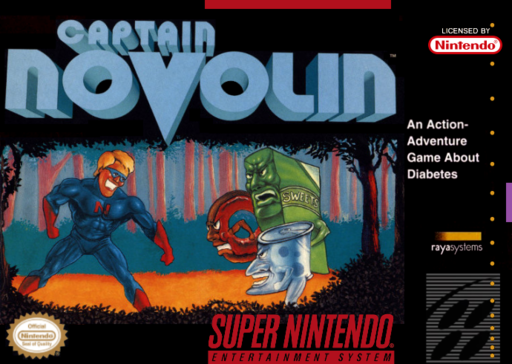 CAPTAIN
NOVOLIN
™
LICENSED BY
Nintendo
An Action-
Adventure
Game About
Diabetes
SWEETS
rayasystems
Official
Nintendo
Seal of Quality
SUPER NINTENDO
ENTERTAINMENT SYSTEM